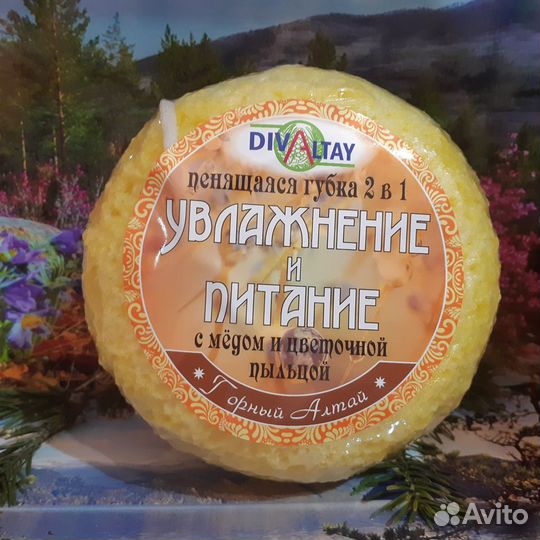 DIVALTAY
пенящаяся губка 2 в 1
УВЛАЖНЕНИЕ
и
ПИТАНИЕ
с мёдом и цветочной
пыльцой
Горный Алтай
Avito